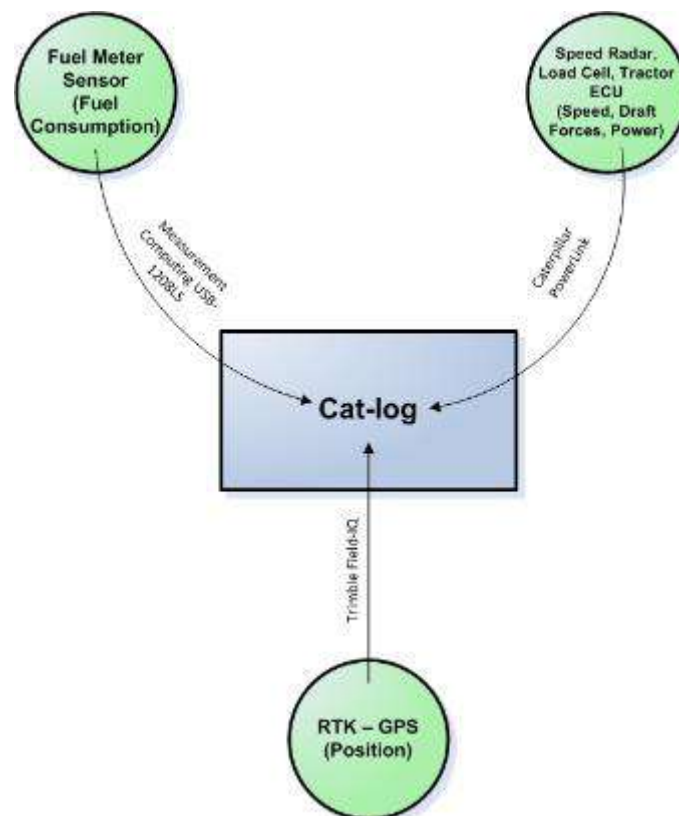 Fuel Meter
Sensor
(Fuel
Consumption)
Speed Radar,
Load Cell, Tractor
ECU
(Speed, Draft
Forces, Power)
Measurement
Computing USB-
1208LS
Caterpillar
PowerLink
Cat-log
Trimble Field-IQ
RTK – GPS
(Position)